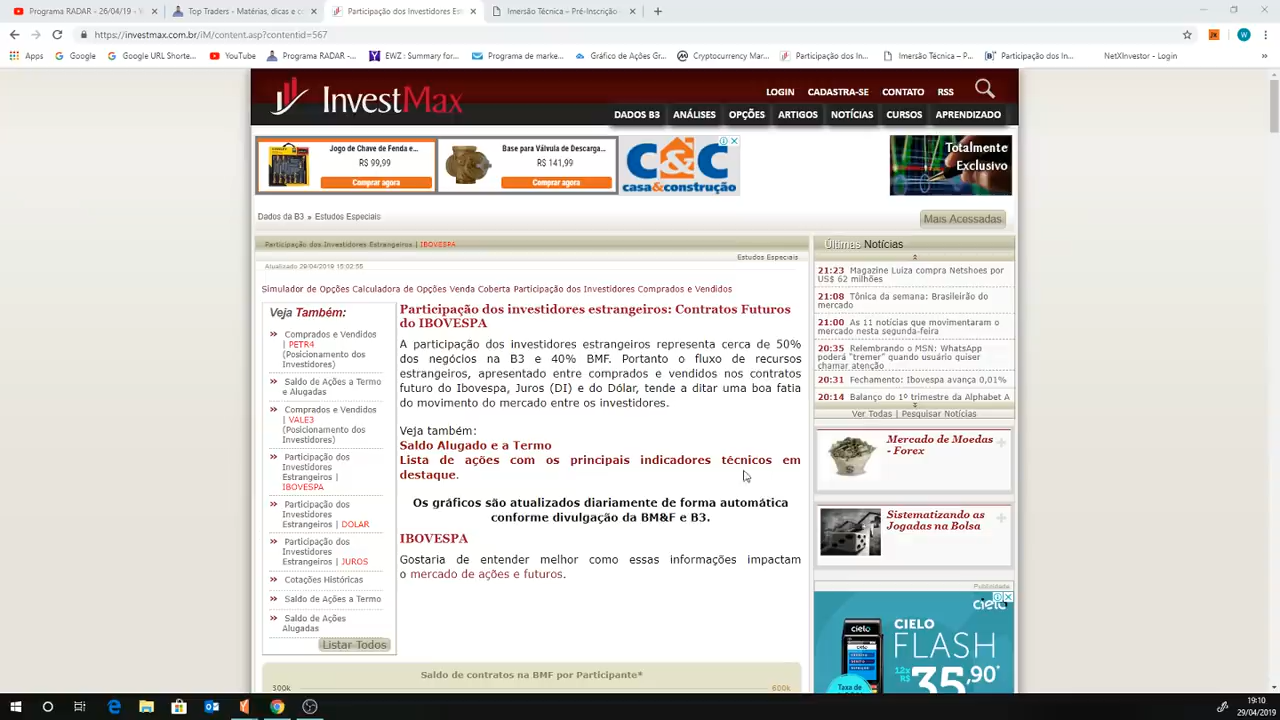 Programa RADAR - 26/04/19 -
Top Traders - Matérias, dicas e co
Participação dos Investidores Est
Imersão Técnica – Pré-Inscrição
https://investmax.com.br/iM/content.asp?contentid=567
Apps
Google
Google URL Shorte...
YouTube
Programa RADAR -...
EWZ : Summary for...
Programa de marke...
Gráfico de Ações Gr...
Cryptocurrency Mar...
Participação dos In...
Imersão Técnica – P...
Participação dos In...
NetXInvestor - Login
InvestMax
LOGIN CADASTRA-SE CONTATO RSS
DADOS B3 ANÁLISES OPÇÕES ARTIGOS NOTÍCIAS CURSOS APRENDIZADO
Jogo de Chave de Fenda e...
R$ 99,99
Comprar agora
Base para Válvula de Descarga...
R$ 141,99
Comprar agora
C&C
casa&construção
Totalmente
Exclusivo
Dados da B3 » Estudos Especiais
Mais Acessadas
Participação dos Investidores Estrangeiros | IBOVESPA
Estudos Especiais
Atualizado 29/04/2019 15:02:55
Simulador de Opções Calculadora de Opções Venda Coberta Participação dos Investidores Comprados e Vendidos
Veja Também:
Comprados e Vendidos
| PETR4
(Posicionamento dos
Investidores)
Saldo de Ações a Termo
e Alugadas
Comprados e Vendidos
| VALE3
(Posicionamento dos
Investidores)
Participação dos
Investidores
Estrangeiros |
IBOVESPA
Participação dos
Investidores
Estrangeiros | DOLAR
Participação dos
Investidores
Estrangeiros | JUROS
Cotações Históricas
Saldo de Ações a Termo
Saldo de Ações
Alugadas
Listar Todos
Participação dos investidores estrangeiros: Contratos Futuros
do IBOVESPA
A participação dos investidores estrangeiros representa cerca de 50%
dos negócios na B3 e 40% BMF. Portanto o fluxo de recursos
estrangeiros, apresentado entre comprados e vendidos nos contratos
futuro do Ibovespa, Juros (DI) e do Dólar, tende a ditar uma boa fatia
do movimento do mercado entre os investidores.
Veja também:
Saldo Alugado e a Termo
Lista de ações com os principais indicadores técnicos em
destaque.
Os gráficos são atualizados diariamente de forma automática
conforme divulgação da BM&F e B3.
IBOVESPA
Gostaria de entender melhor como essas informações impactam
o mercado de ações e futuros.
Saldo de contratos na BMF por Participante*
500k
600k
Últimas Notícias
21:23 Magazine Luiza compra Netshoes por
US$ 62 milhões
21:08 Tônica da semana: Brasileirão do
mercado
21:00 As 11 notícias que movimentaram o
mercado nesta segunda-feira
20:35 Relembrando o MSN: WhatsApp
poderá "tremer" quando usuário quiser
chamar atenção
20:31 Fechamento: Ibovespa avança 0,01%
20:14 Balanço do 1º trimestre da Alphabet A
Ver Todas | Pesquisar Notícias
Mercado de Moedas
- Forex
Sistematizando as
Jogadas na Bolsa
Publicidade
cielo
CIELO
FLASH
12x
R$ 35,90*
Taxa de
19:10
29/04/2019